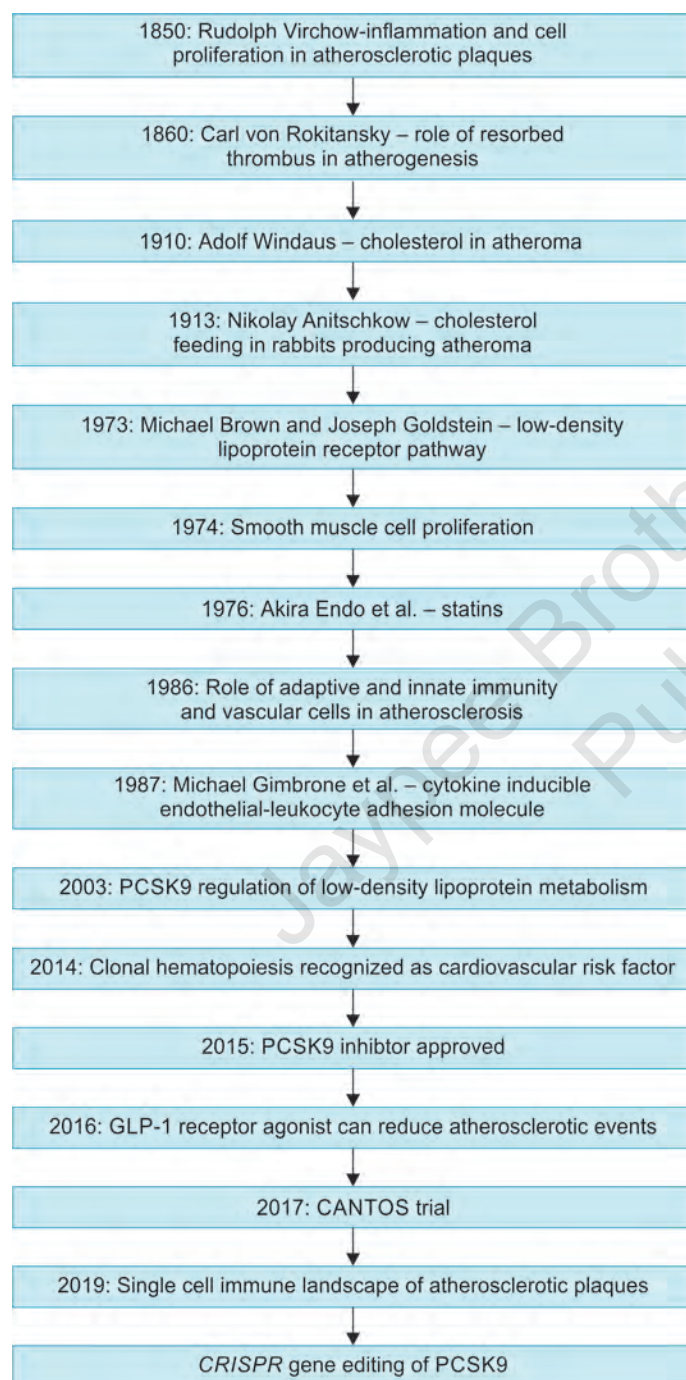 1850: Rudolph Virchow-inflammation and cell
proliferation in atherosclerotic plaques
1860: Carl von Rokitansky – role of resorbed
thrombus in atherogenesis
1910: Adolf Windaus – cholesterol in atheroma
1913: Nikolay Anitschkow – cholesterol
feeding in rabbits producing atheroma
1973: Michael Brown and Joseph Goldstein – low-density
lipoprotein receptor pathway
1974: Smooth muscle cell proliferation
1976: Akira Endo et al. – statins
1986: Role of adaptive and innate immunity
and vascular cells in atherosclerosis
1987: Michael Gimbrone et al. – cytokine inducible
endothelial-leukocyte adhesion molecule
2003: PCSK9 regulation of low-density lipoprotein metabolism
2014: Clonal hematopoiesis recognized as cardiovascular risk factor
2015: PCSK9 inhibtor approved
2016: GLP-1 receptor agonist can reduce atherosclerotic events
2017: CANTOS trial
2019: Single cell immune landscape of atherosclerotic plaques
CRISPR gene editing of PCSK9
Jaypee